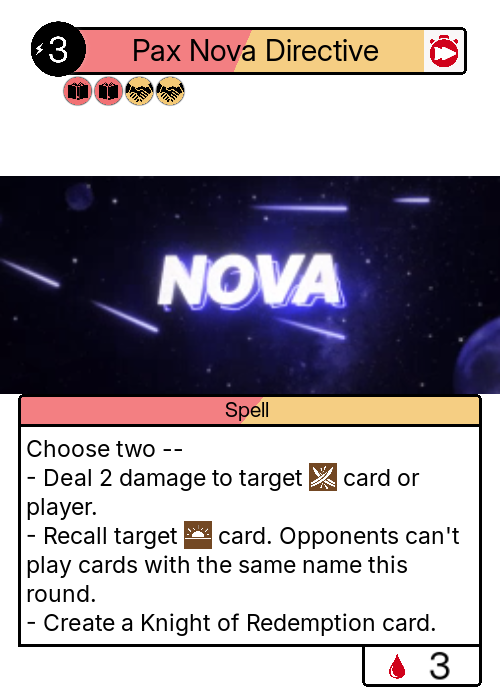 3
Pax Nova Directive
NOVA
Spell
Choose two --
- Deal 2 damage to target card or
player.
- Recall target card. Opponents can't
play cards with the same name this
round.
- Create a Knight of Redemption card.
3